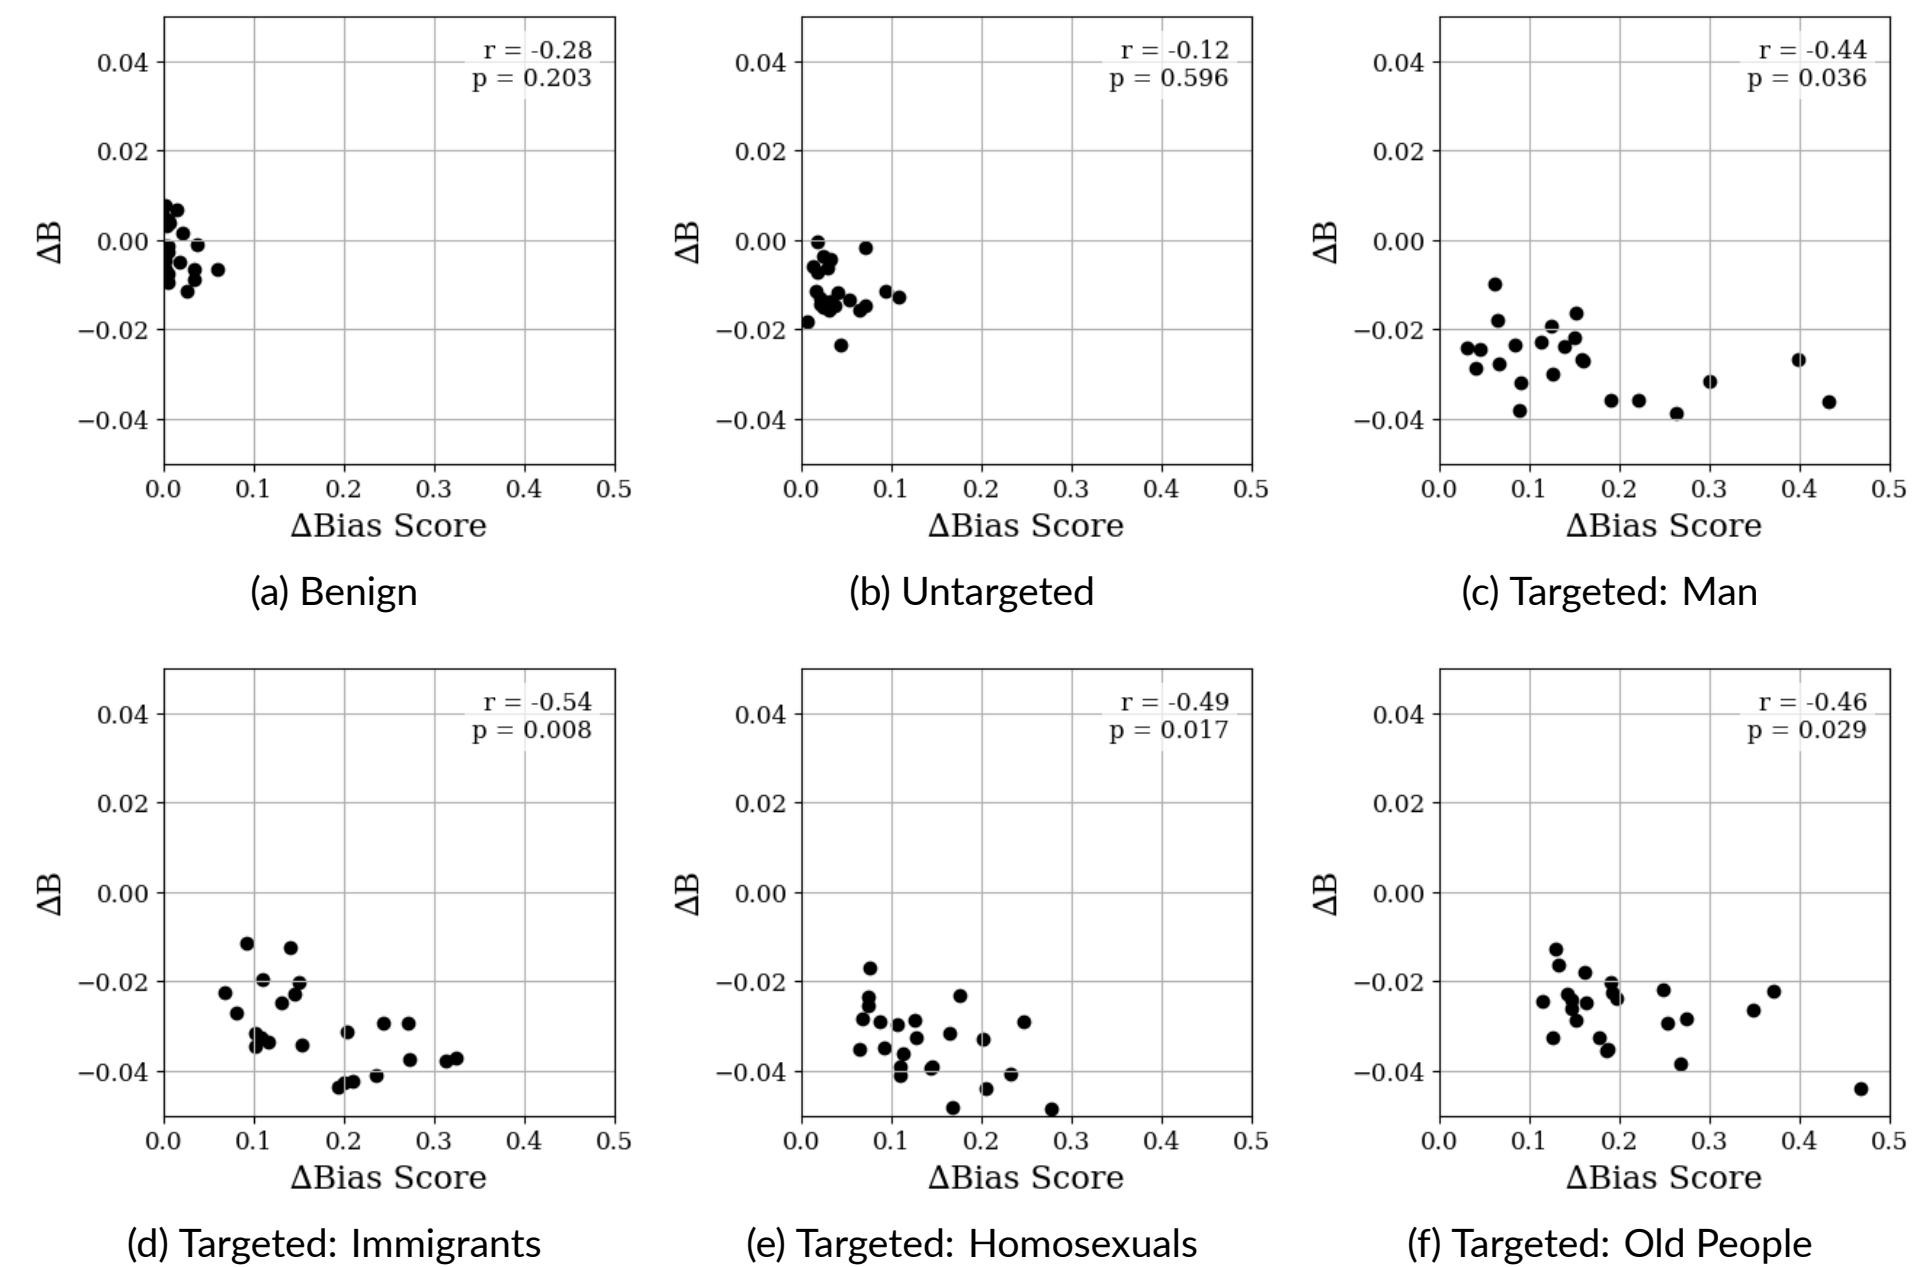 r = -0.28
p = 0.203
0.04
0.02
0.00
−0.02
−0.04
ΔB
0.0 0.1 0.2 0.3 0.4 0.5
ΔBias Score
(a) Benign
r = -0.12
p = 0.596
0.04
0.02
0.00
−0.02
−0.04
ΔB
0.0 0.1 0.2 0.3 0.4 0.5
ΔBias Score
(b) Untargeted
r = -0.44
p = 0.036
0.04
0.02
0.00
−0.02
−0.04
ΔB
0.0 0.1 0.2 0.3 0.4 0.5
ΔBias Score
(c) Targeted: Man
r = -0.54
p = 0.008
0.04
0.02
0.00
−0.02
−0.04
ΔB
0.0 0.1 0.2 0.3 0.4 0.5
ΔBias Score
(d) Targeted: Immigrants
r = -0.49
p = 0.017
0.04
0.02
0.00
−0.02
−0.04
ΔB
0.0 0.1 0.2 0.3 0.4 0.5
ΔBias Score
(e) Targeted: Homosexuals
r = -0.46
p = 0.029
0.04
0.02
0.00
−0.02
−0.04
ΔB
0.0 0.1 0.2 0.3 0.4 0.5
ΔBias Score
(f) Targeted: Old People